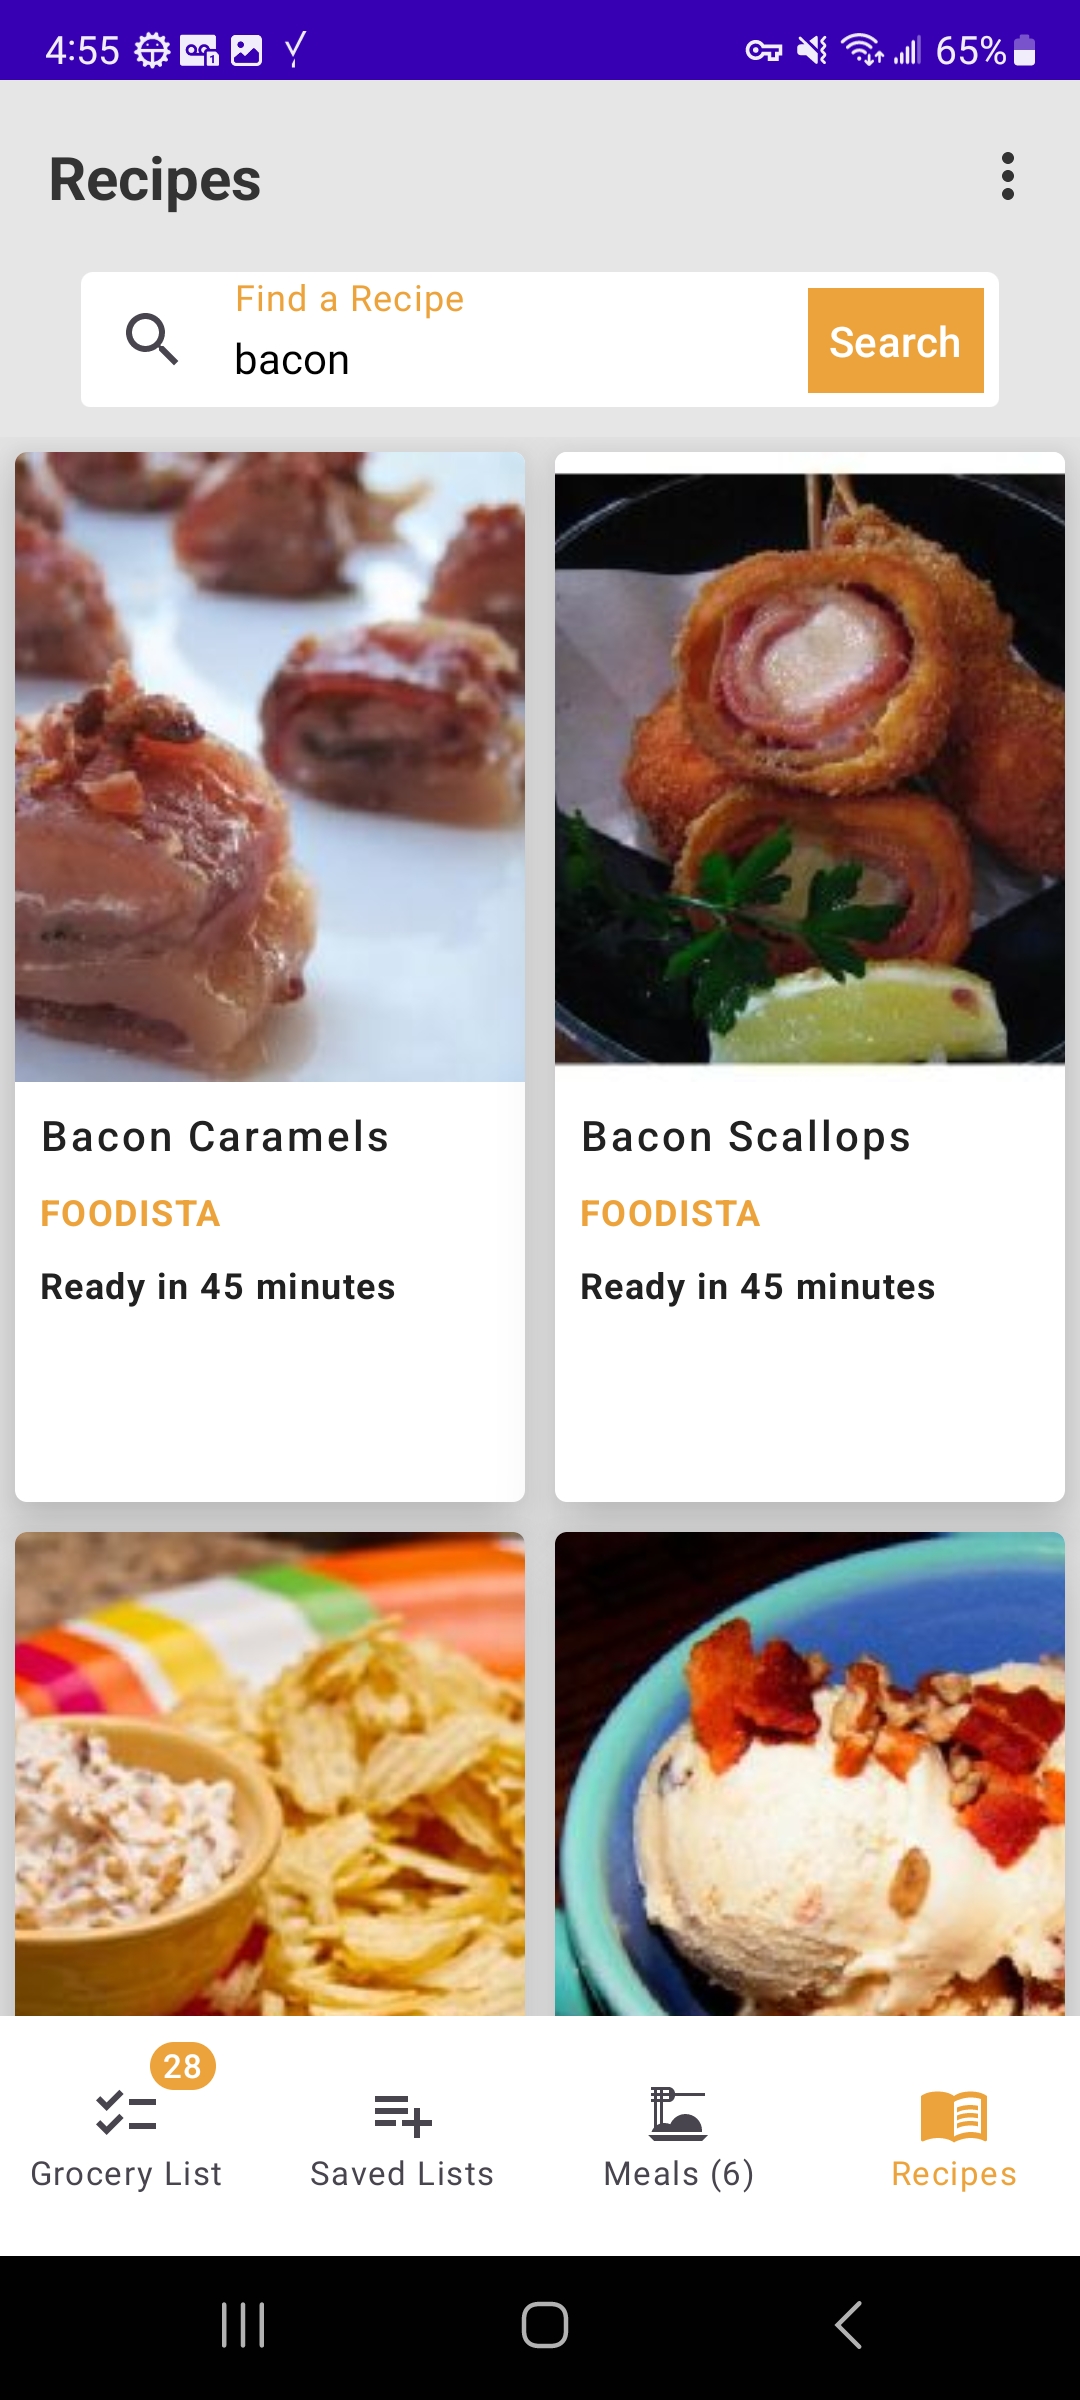 4:55
1
65%
Recipes
Find a Recipe
bacon
Search
Bacon Caramels
FOODISTA
Ready in 45 minutes
Bacon Scallops
FOODISTA
Ready in 45 minutes
28
Grocery List
Saved Lists
Meals (6)
Recipes